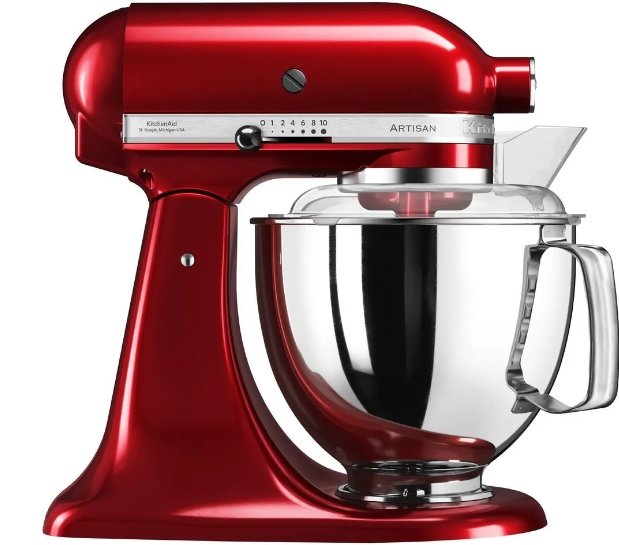 KitchenAid
St. Joseph, Michigan USA
0 1 2 4 6 8 10
ARTISAN